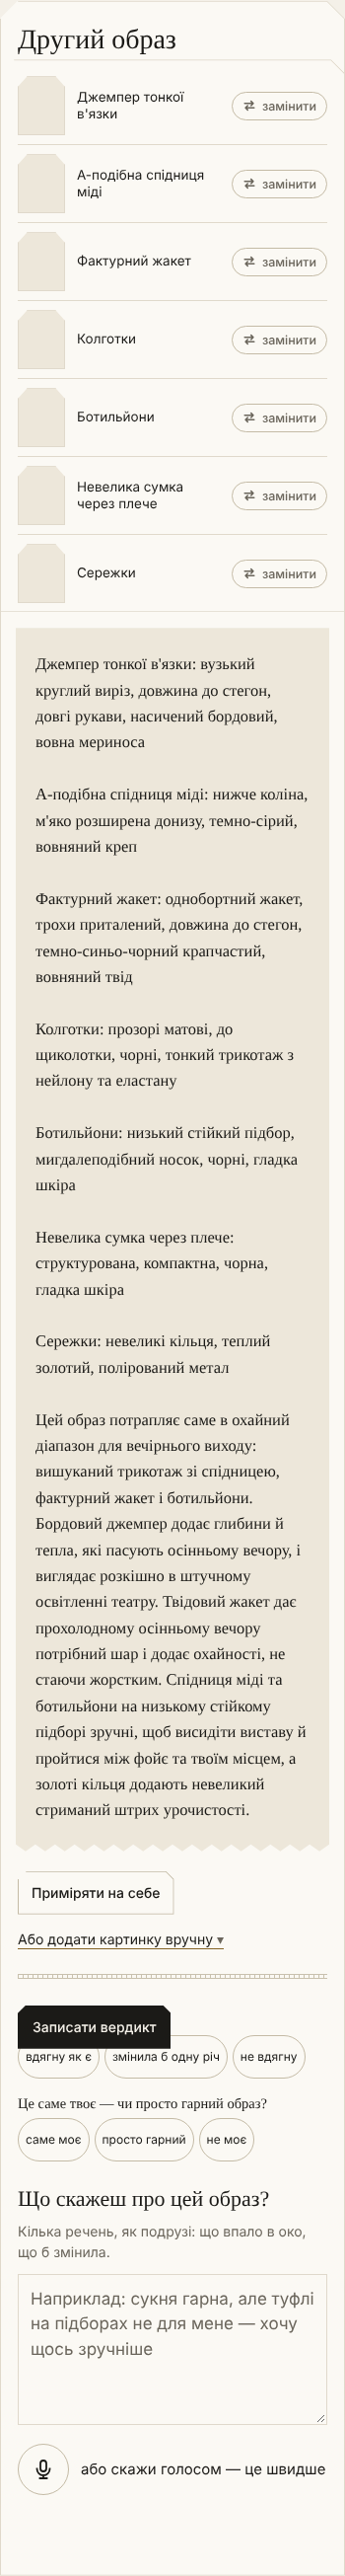 Другий образ
Джемпер тонкої
в'язки
⇄ замінити
А-подібна спідниця
міді
⇄ замінити
Фактурний жакет
⇄ замінити
Колготки
⇄ замінити
Ботильйони
⇄ замінити
Невелика сумка
через плече
⇄ замінити
Сережки
⇄ замінити
Джемпер тонкої в'язки: вузький
круглий виріз, довжина до стегон,
довгі рукави, насичений бордовий,
вовна мериноса
А-подібна спідниця міді: нижче коліна,
м'яко розширена донизу, темно-сірий,
вовняний креп
Фактурний жакет: однобортний жакет,
трохи приталений, довжина до стегон,
темно-синьо-чорний крапчастий,
вовняний твід
Колготки: прозорі матові, до
щиколотки, чорні, тонкий трикотаж з
нейлону та еластану
Ботильйони: низький стійкий підбор,
мигдалеподібний носок, чорні, гладка
шкіра
Невелика сумка через плече:
структурована, компактна, чорна,
гладка шкіра
Сережки: невеликі кільця, теплий
золотий, полірований метал
Цей образ потрапляє саме в охайний
діапазон для вечірнього виходу:
вишуканий трикотаж зі спідницею,
фактурний жакет і ботильйони.
Бордовий джемпер додає глибини й
тепла, які пасують осінньому вечору, і
виглядає розкішно в штучному
освітленні театру. Твідовий жакет дає
прохолодному осінньому вечору
потрібний шар і додає охайності, не
стаючи жорстким. Спідниця міді та
ботильйони на низькому стійкому
підборі зручні, щоб висидіти виставу й
пройтися між фойє та твоїм місцем, а
золоті кільця додають невеликий
стриманий штрих урочистості.
Приміряти на себе
Або додати картинку вручну ▾
Записати вердикт
вдягну як є
змінила б одну річ
не вдягну
Це саме твоє — чи просто гарний образ?
саме моє
просто гарний
не моє
Що скажеш про цей образ?
Кілька речень, як подрузі: що впало в око,
що б змінила.
Наприклад: сукня гарна, але туфлі
на підборах не для мене — хочу
щось зручніше
або скажи голосом — це швидше